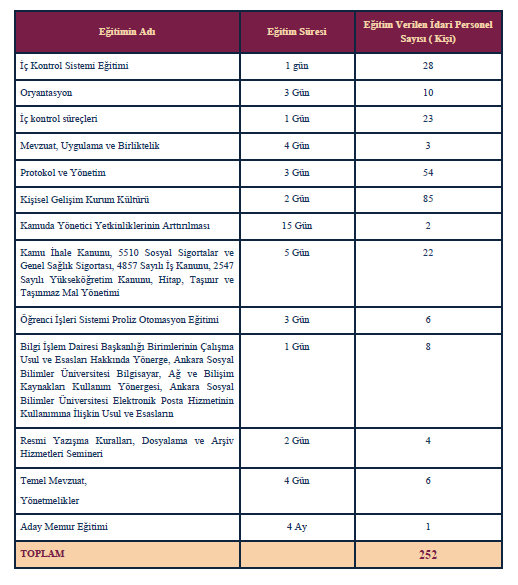 Eğitimin Adı Eğitim Süresi Eğitim Verilen İdari Personel
Sayısı ( Kişi)
İç Kontrol Sistemi Eğitimi 1 gün 28
Oryantasyon 3 Gün 10
İç kontrol süreçleri 1 Gün 23
Mevzuat, Uygulama ve Birliktelik 4 Gün 3
Protokol ve Yönetim 3 Gün 54
Kişisel Gelişim Kurum Kültürü 2 Gün 85
Kamuda Yönetici Yetkinliklerinin Arttırılması 15 Gün 2
Kamu İhale Kanunu, 5510 Sosyal Sigortalar ve 5 Gün 22
Genel Sağlık Sigortası, 4857 Sayılı İş Kanunu, 2547
Sayılı Yükseköğretim Kanunu, Hitap, Taşınır ve
Taşınmaz Mal Yönetimi
Öğrenci İşleri Sistemi Proliz Otomasyon Eğitimi 3 Gün 6
Bilgi İşlem Dairesi Başkanlığı Birimlerinin Çalışma 1 Gün 8
Usul ve Esasları Hakkında Yönerge, Ankara Sosyal
Bilimler Üniversitesi Bilgisayar, Ağ ve Bilişim
Kaynakları Kullanım Yönergesi, Ankara Sosyal
Bilimler Üniversitesi Elektronik Posta Hizmetinin
Kullanımına İlişkin Usul ve Esasların
Resmi Yazışma Kuralları, Dosyalama ve Arşiv 2 Gün 4
Hizmetleri Semineri
Temel Mevzuat, 4 Gün 6
Yönetmelikler
Aday Memur Eğitimi 4 Ay 1
TOPLAM 252